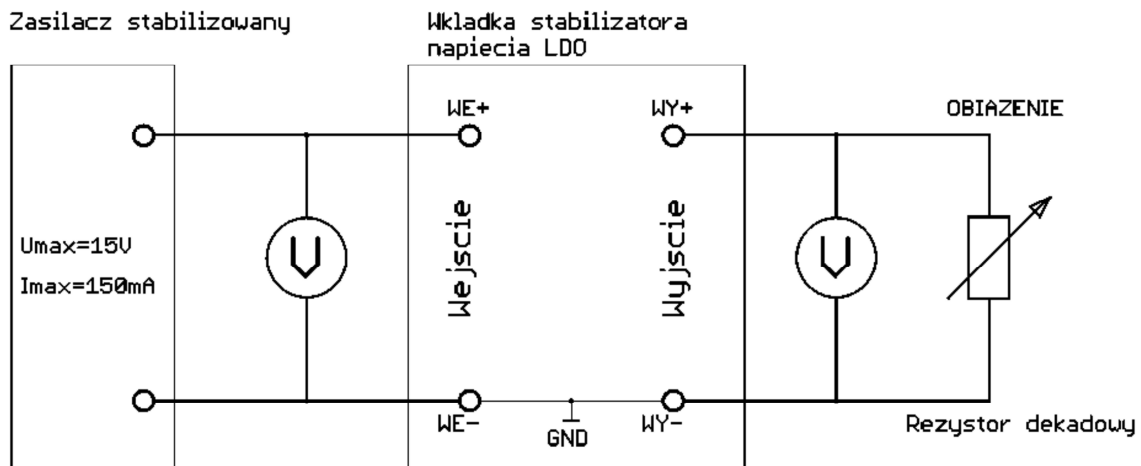 Zasilacz stabilizowany
Wkladka stabilizatora
napiecia LDO
WE+
WY+
OBIAZENIE
Umax=15V
Imax=150mA
V
Wejscie
Wyjscie
V
WE-
GND
WY-
Rezystor dekadowy